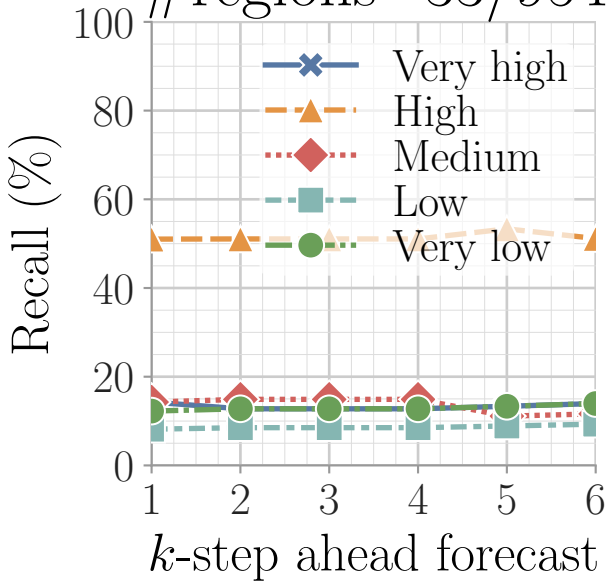 # regions
100
80
60
40
20
0
Recall (%)
Very high
High
Medium
Low
Very low
1 2 3 4 5 6
k-step ahead forecast